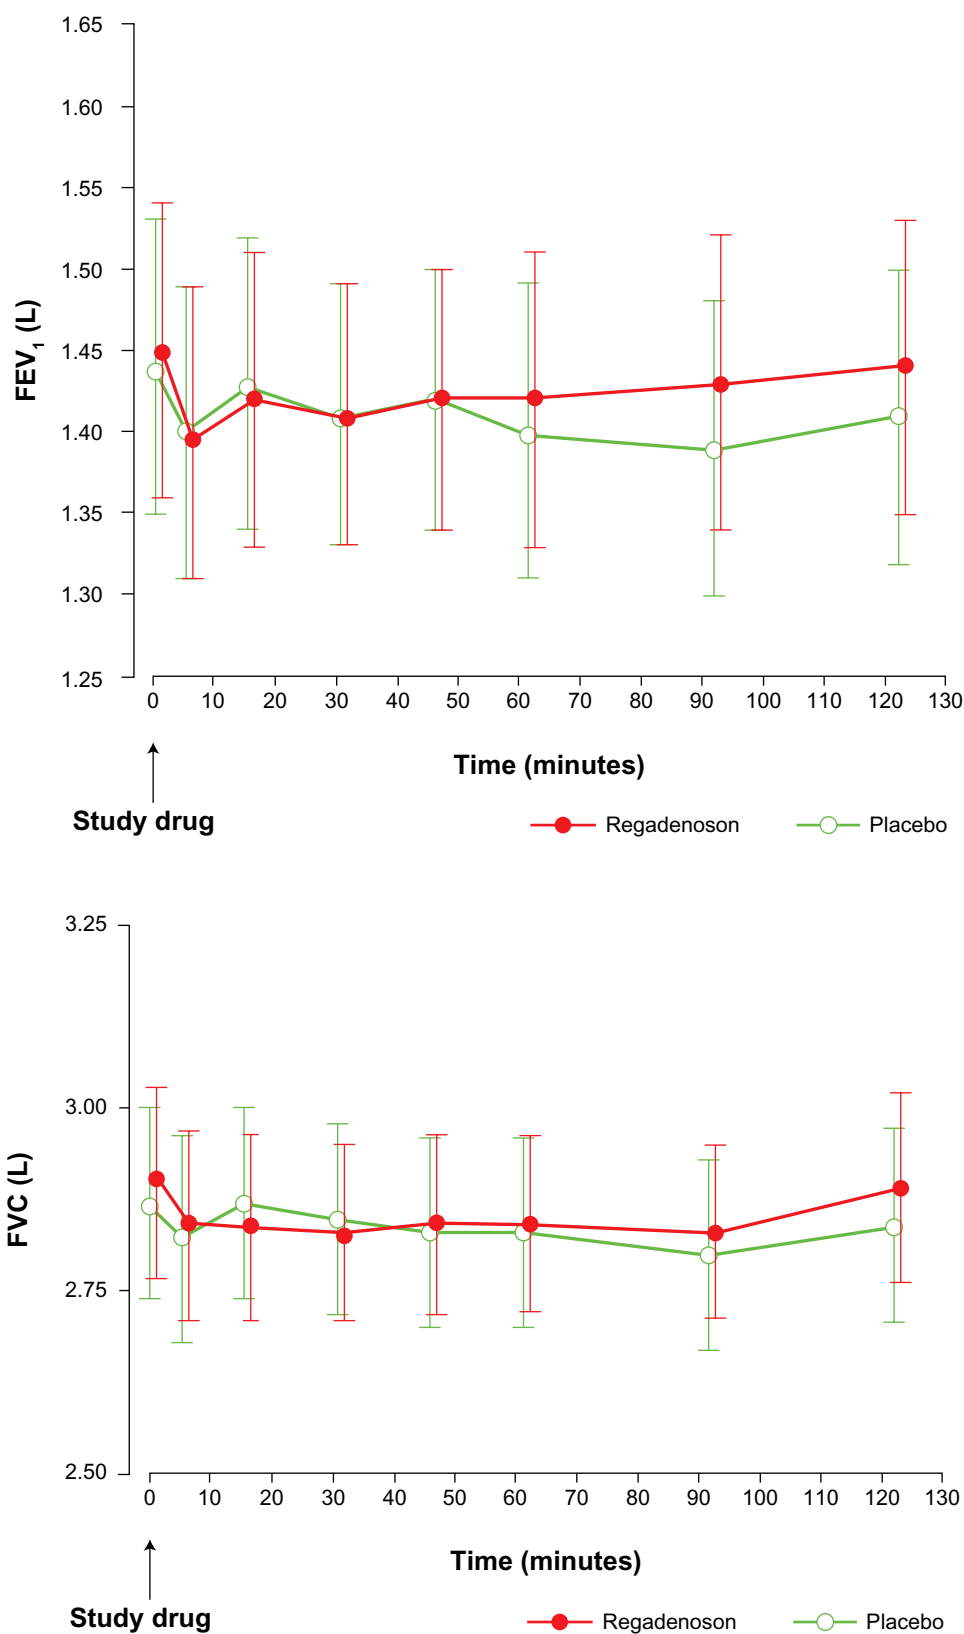 1.65
1.60
1.55
1.50
1.45
1.40
1.35
1.30
1.25
FEV1 (L)
0 10 20 30 40 50 60 70 80 90 100 110 120 130
Time (minutes)
Study drug
Regadenoson Placebo
3.25
3.00
2.75
2.50
FVC (L)
0 10 20 30 40 50 60 70 80 90 100 110 120 130
Time (minutes)
Study drug
Regadenoson Placebo